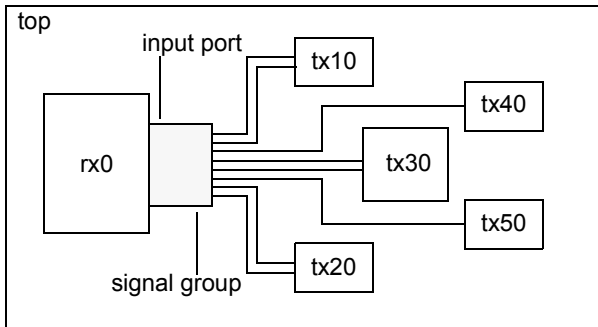 top
input port
tx10
tx40
rx0
tx30
tx50
tx20
signal group